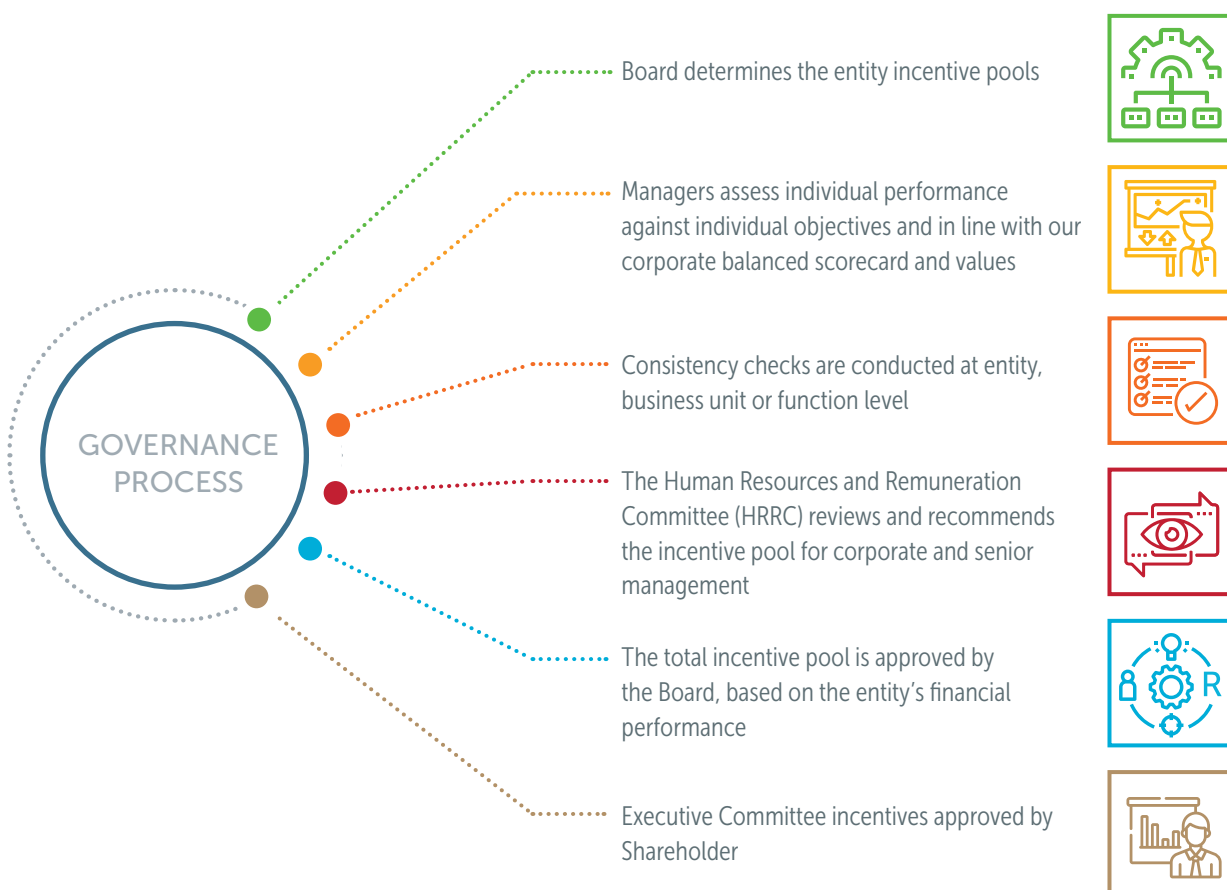 GOVERNANCE
PROCESS
Board determines the entity incentive pools
Managers assess individual performance
against individual objectives and in line with our
corporate balanced scorecard and values
Consistency checks are conducted at entity,
business unit or function level
The Human Resources and Remuneration
Committee (HRRC) reviews and recommends
the incentive pool for corporate and senior
management
The total incentive pool is approved by
the Board, based on the entity's financial
performance
R
Executive Committee incentives approved by
Shareholder